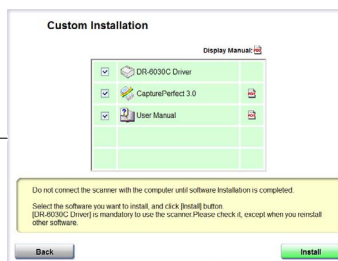 Custom Installation
Display Manual:
DR-6030C Driver
CapturePerfect 3.0
User Manual
Do not connect the scanner with the computer until software Installation is completed.
Select the software you want to install, and click [Install] button.
[DR-6030C Driver] is mandatory to use the scanner.Please check it, except when you reinstall
other software.
Back
Install